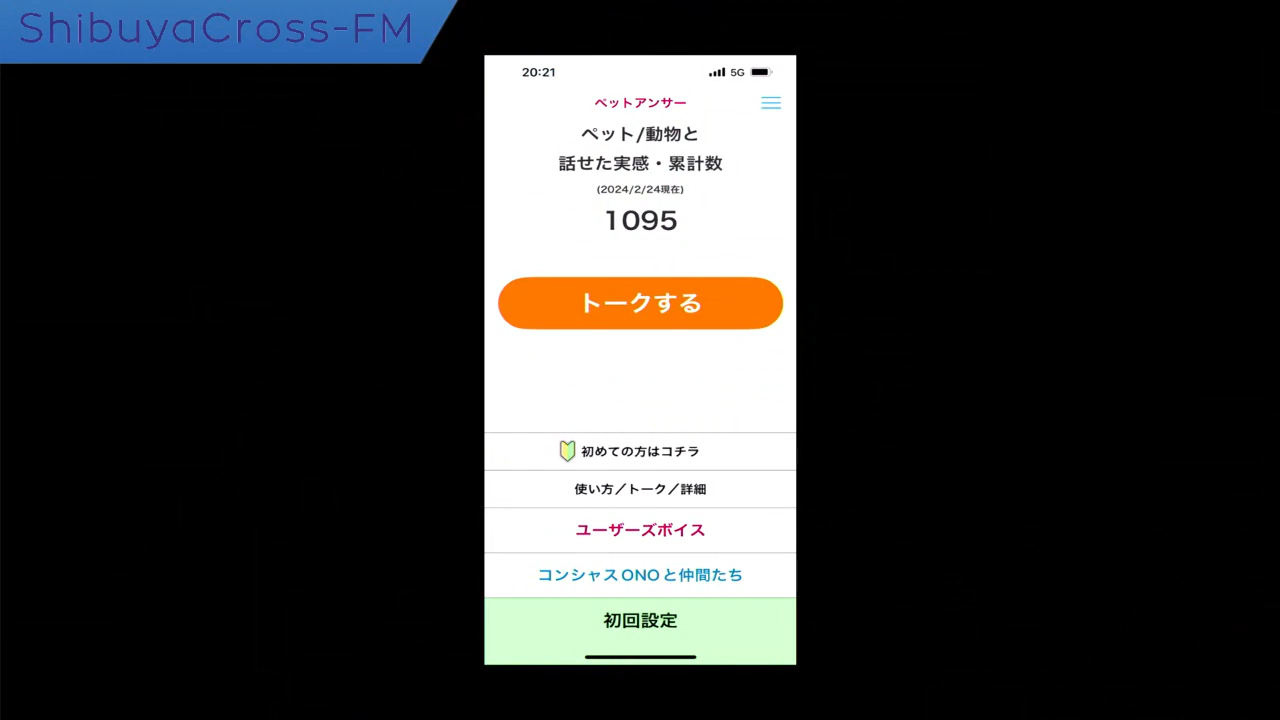 ShibuyaCross-FM
20:21
5G
ペットアンサー
ペット/動物と
話せた実感・累計数
(2024/2/24現在)
1095
トークする
初めての方はコチラ
使い方／トーク／詳細
ユーザーズボイス
コンシャスONOと仲間たち
初回設定